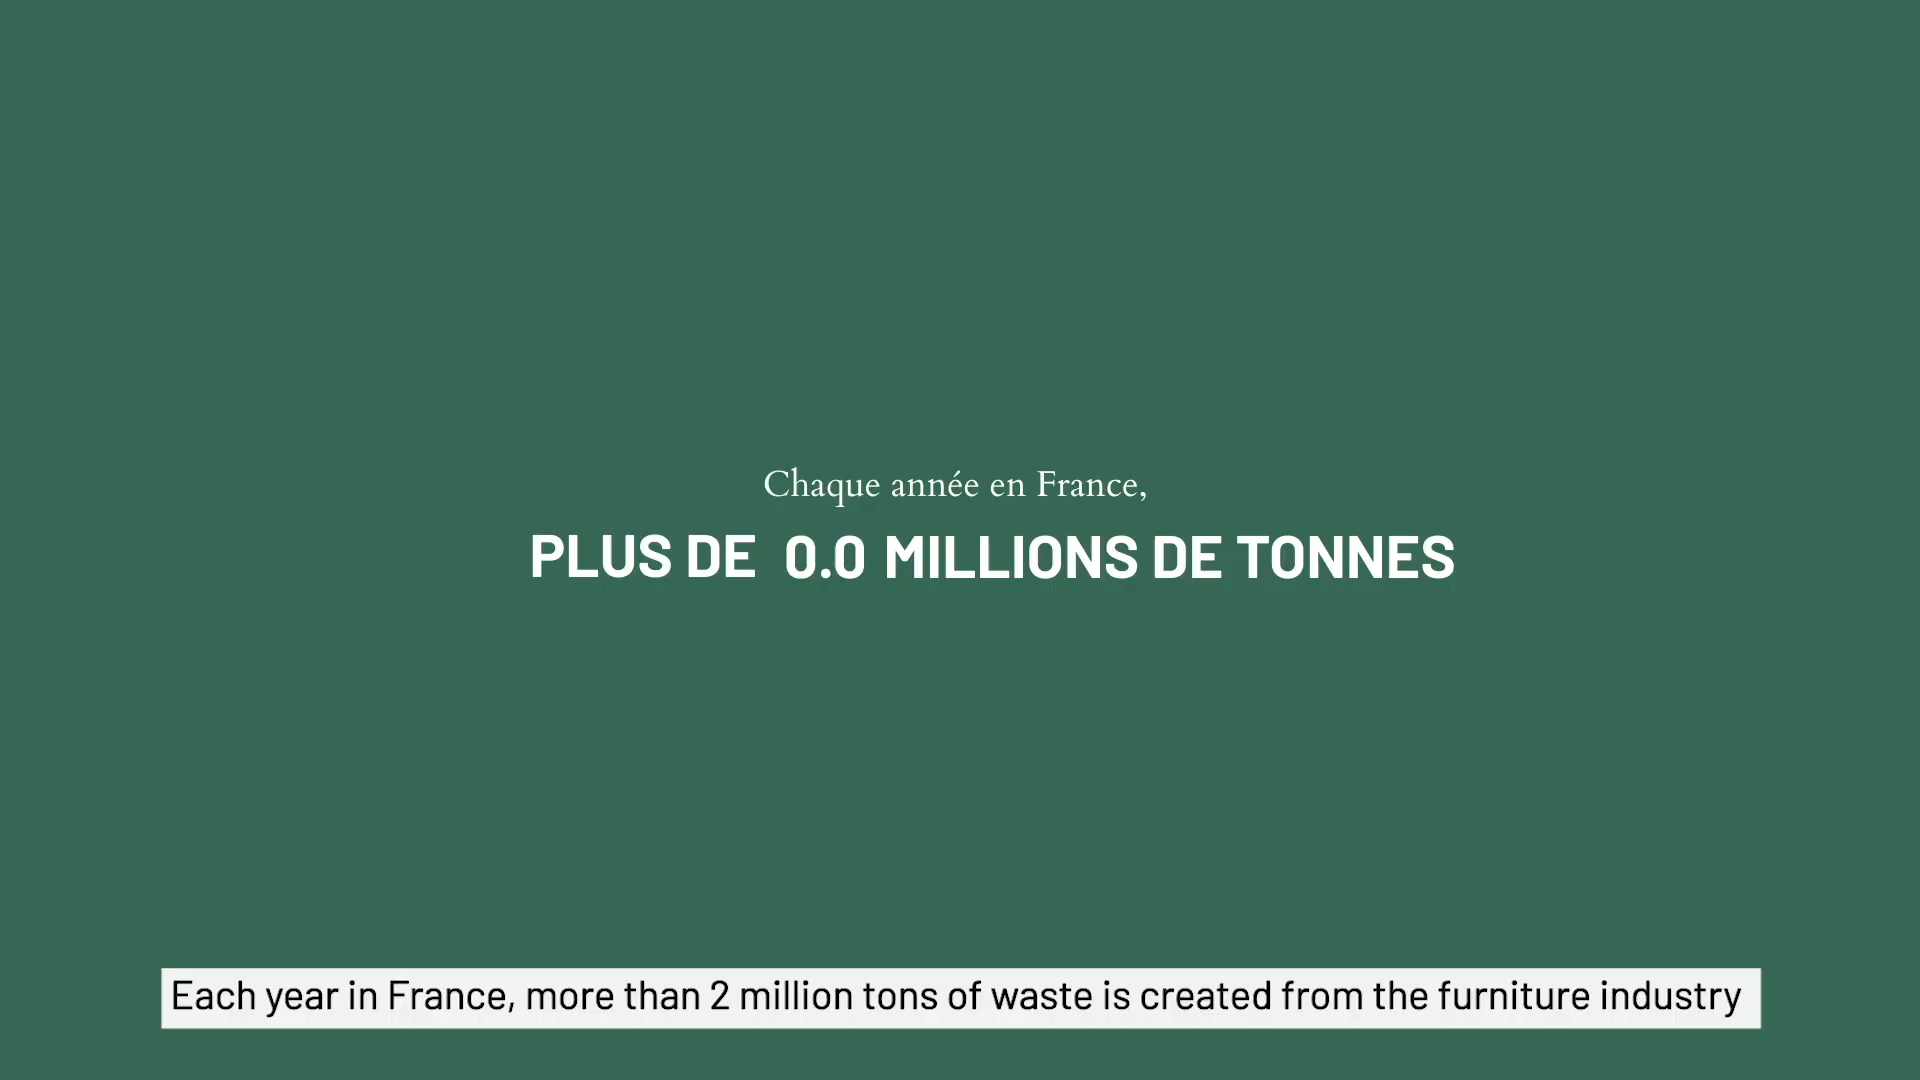 Chaque année en France,
PLUS DE 0.0 MILLIONS DE TONNES
Each year in France, more than 2 million tons of waste is created from the furniture industry